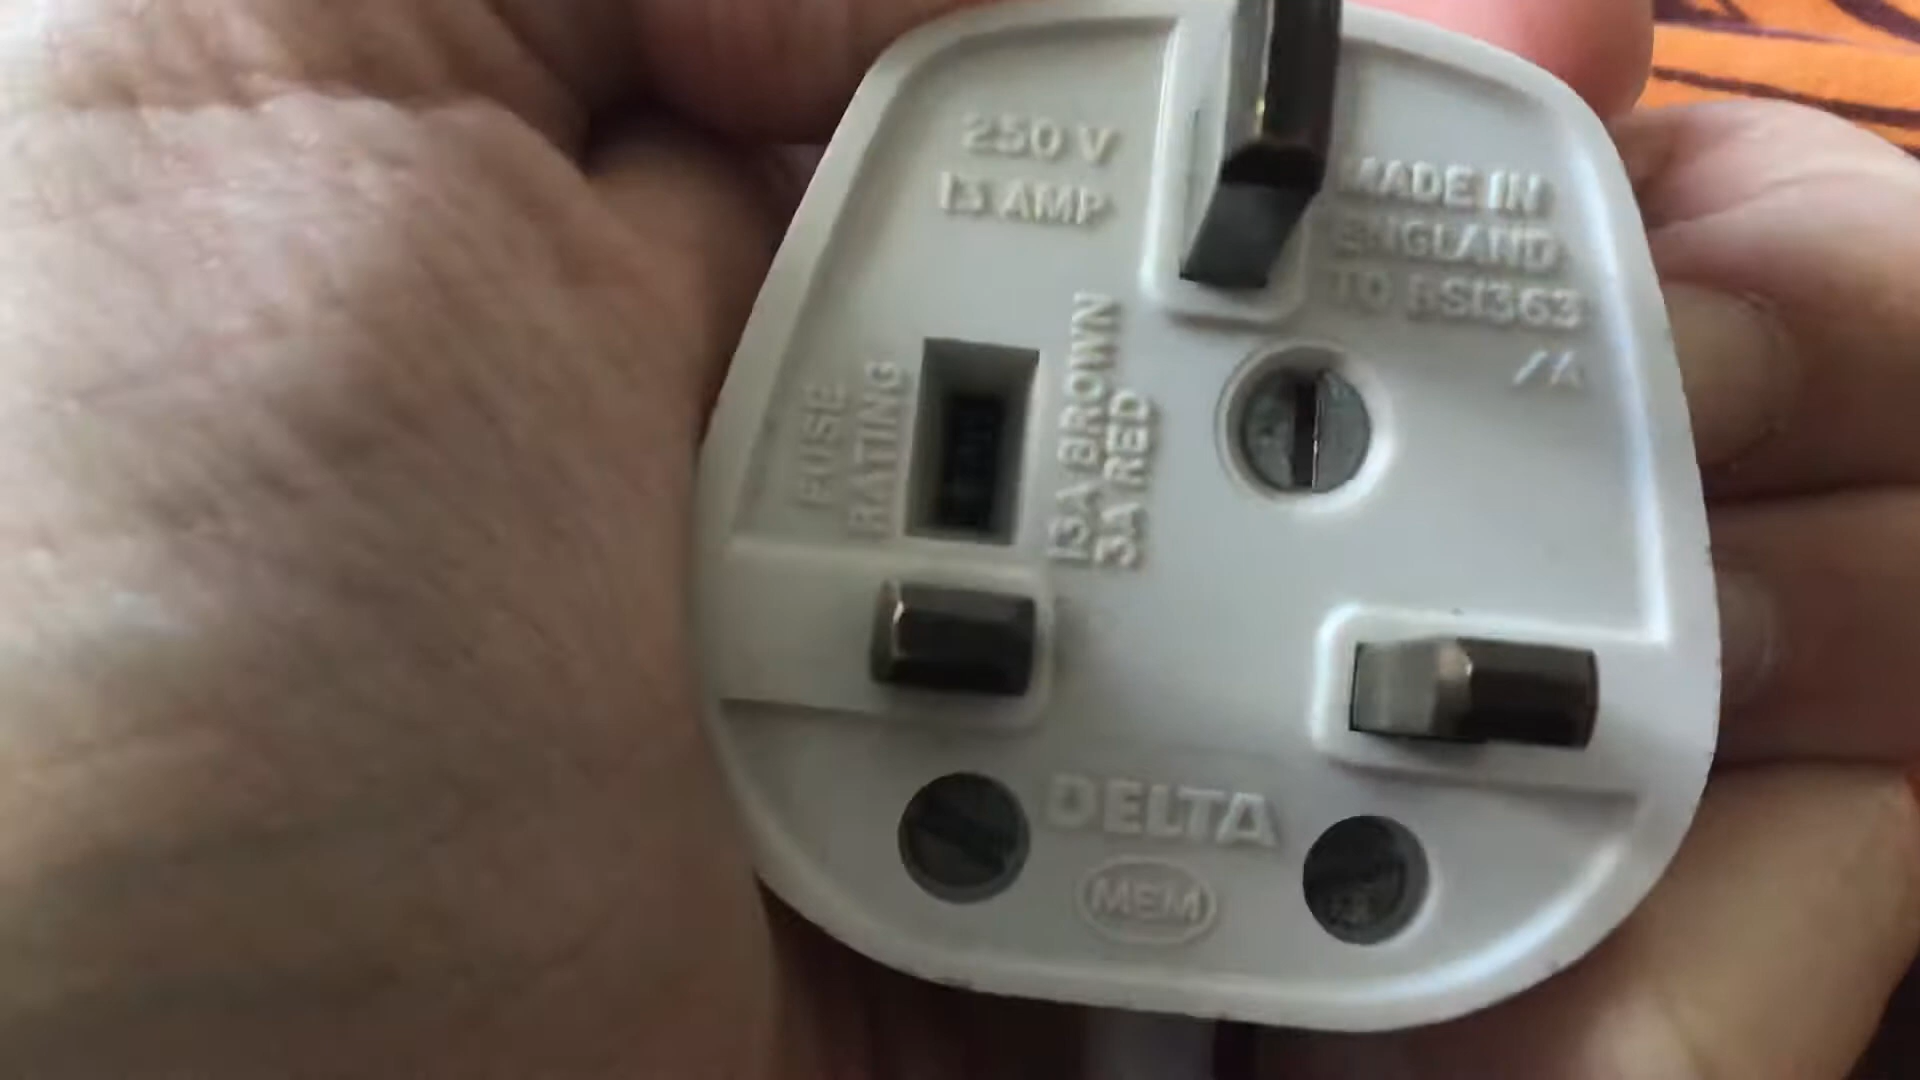 250 V
13 AMP
MADE IN
ENGLAND
TO BS1363
/A
FUSE
RATING
13A BROWN
3A RED
DELTA
MEM